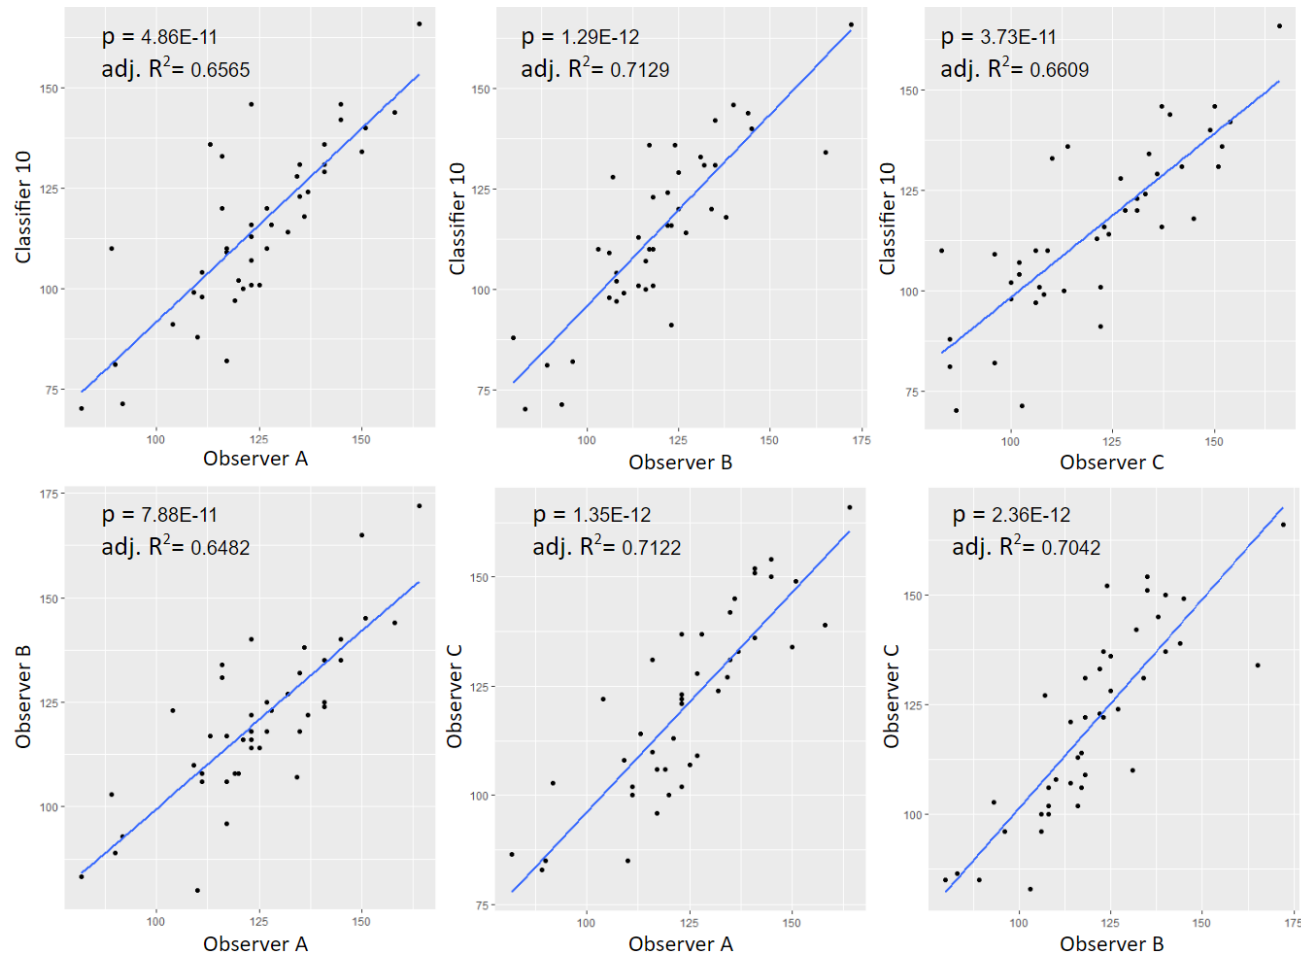 p = 4.86E-11
adj. R²= 0.6565
150
125
100
75
Classifier 10
100
125
150
Observer A
p = 1.29E-12
adj. R²= 0.7129
150
125
100
75
Classifier 10
100
125
150
175
Observer B
p = 3.73E-11
adj. R²= 0.6609
150
125
100
75
Classifier 10
100
125
150
Observer C
p = 7.88E-11
adj. R²= 0.6482
175
150
125
100
Observer B
100
125
150
Observer A
p = 1.35E-12
adj. R²= 0.7122
150
125
100
75
Observer C
100
125
150
Observer A
p = 2.36E-12
adj. R²= 0.7042
150
125
100
Observer C
100
125
150
175
Observer B